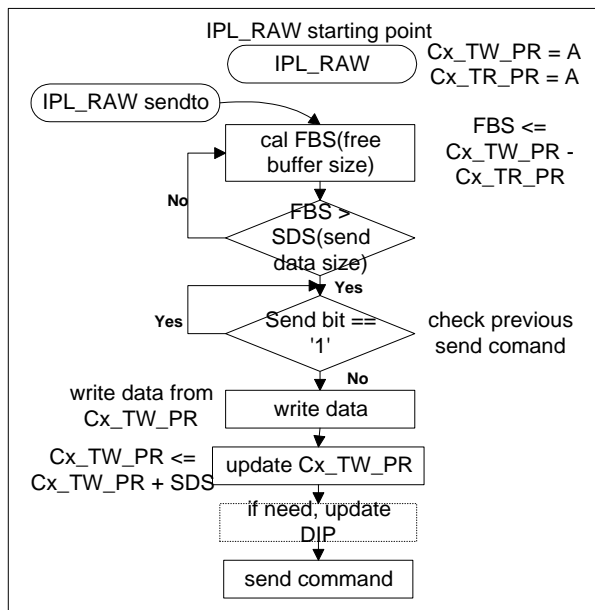 IPL_RAW starting point
IPL_RAW
Cx_TW_PR = A
Cx_TR_PR = A
IPL_RAW sendto
cal FBS(free
buffer size)
FBS <=
Cx_TW_PR -
Cx_TR_PR
No
FBS >
SDS(send
data size)
Yes
Yes
Send bit ==
'1'
check previous
send comand
No
write data from
Cx_TW_PR
write data
Cx_TW_PR <=
Cx_TW_PR + SDS
update Cx_TW_PR
if need, update
DIP
send command